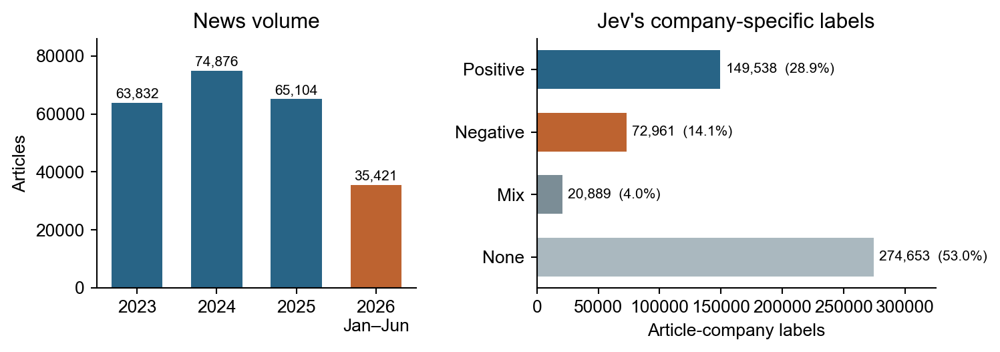 News volume
Articles
80000
60000
40000
20000
0
63,832
74,876
65,104
35,421
2023
2024
2025
2026
Jan–Jun
Jev's company-specific labels
Positive
149,538 (28.9%)
Negative
72,961 (14.1%)
Mix
20,889 (4.0%)
None
274,653 (53.0%)
0 50000 100000 150000 200000 250000 300000
Article-company labels